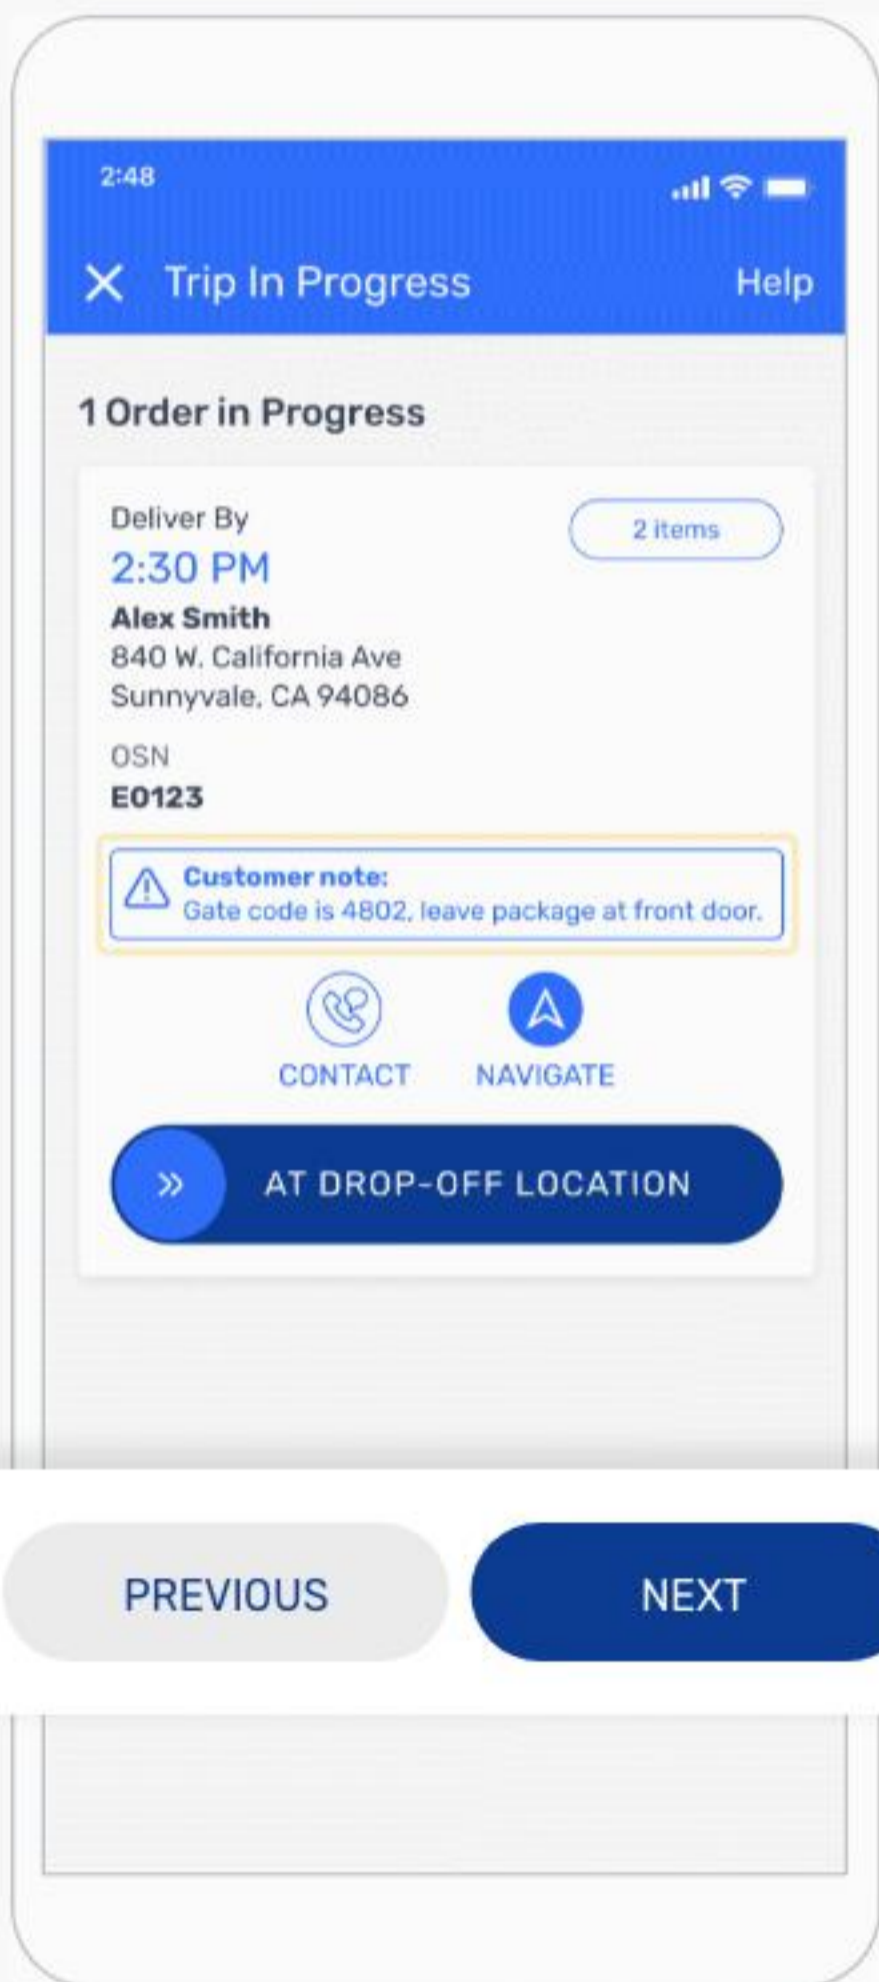 2:48
Trip In Progress
Help
1 Order in Progress
Deliver By
2 items
2:30 PM
Alex Smith
840 W. California Ave
Sunnyvale, CA 94086
OSN
E0123
Customer note:
Gate code is 4802, leave package at front door.
CONTACT
NAVIGATE
AT DROP-OFF LOCATION
PREVIOUS
NEXT